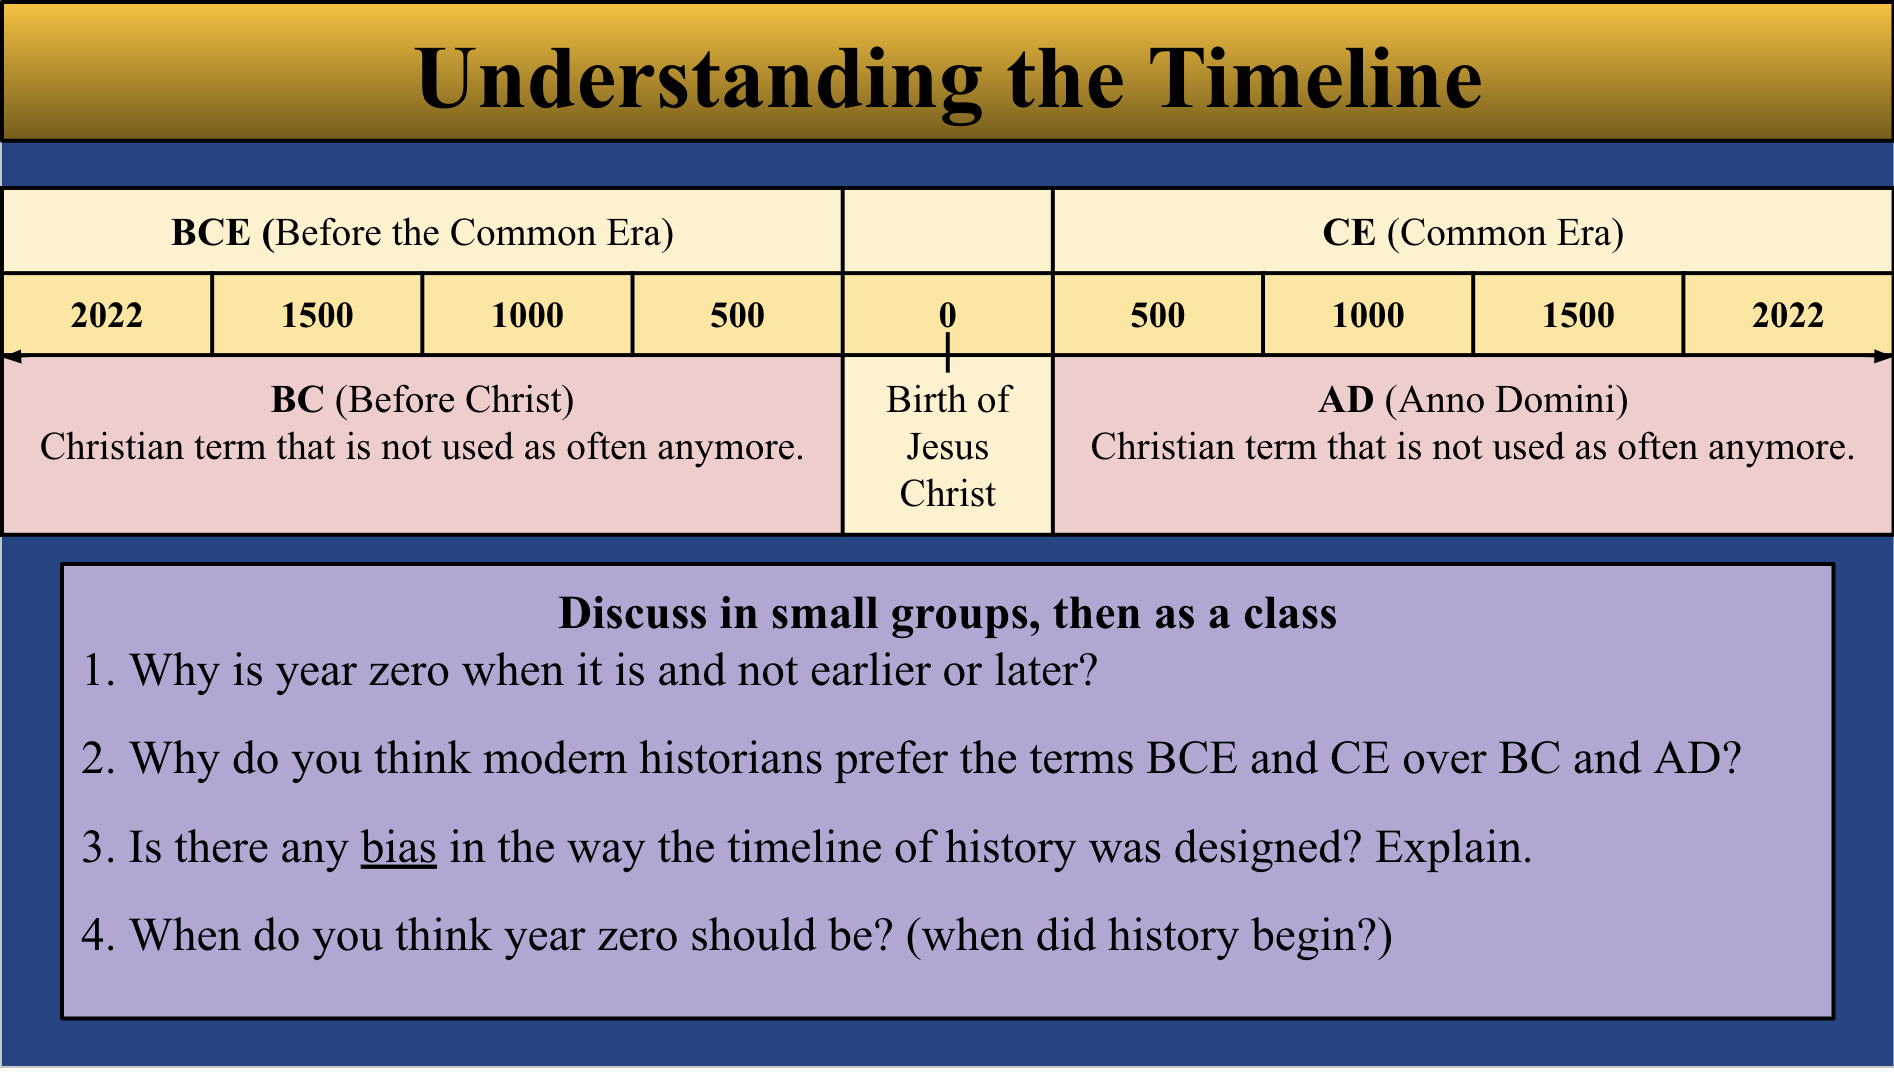 Understanding the Timeline
BCE (Before the Common Era)
CE (Common Era)
2022 1500 1000 500 0 500 1000 1500 2022
BC (Before Christ)
Christian term that is not used as often anymore.
Birth of
Jesus
Christ
AD (Anno Domini)
Christian term that is not used as often anymore.
Discuss in small groups, then as a class
1. Why is year zero when it is and not earlier or later?
2. Why do you think modern historians prefer the terms BCE and CE over BC and AD?
3. Is there any bias in the way the timeline of history was designed? Explain.
4. When do you think year zero should be? (when did history begin?)